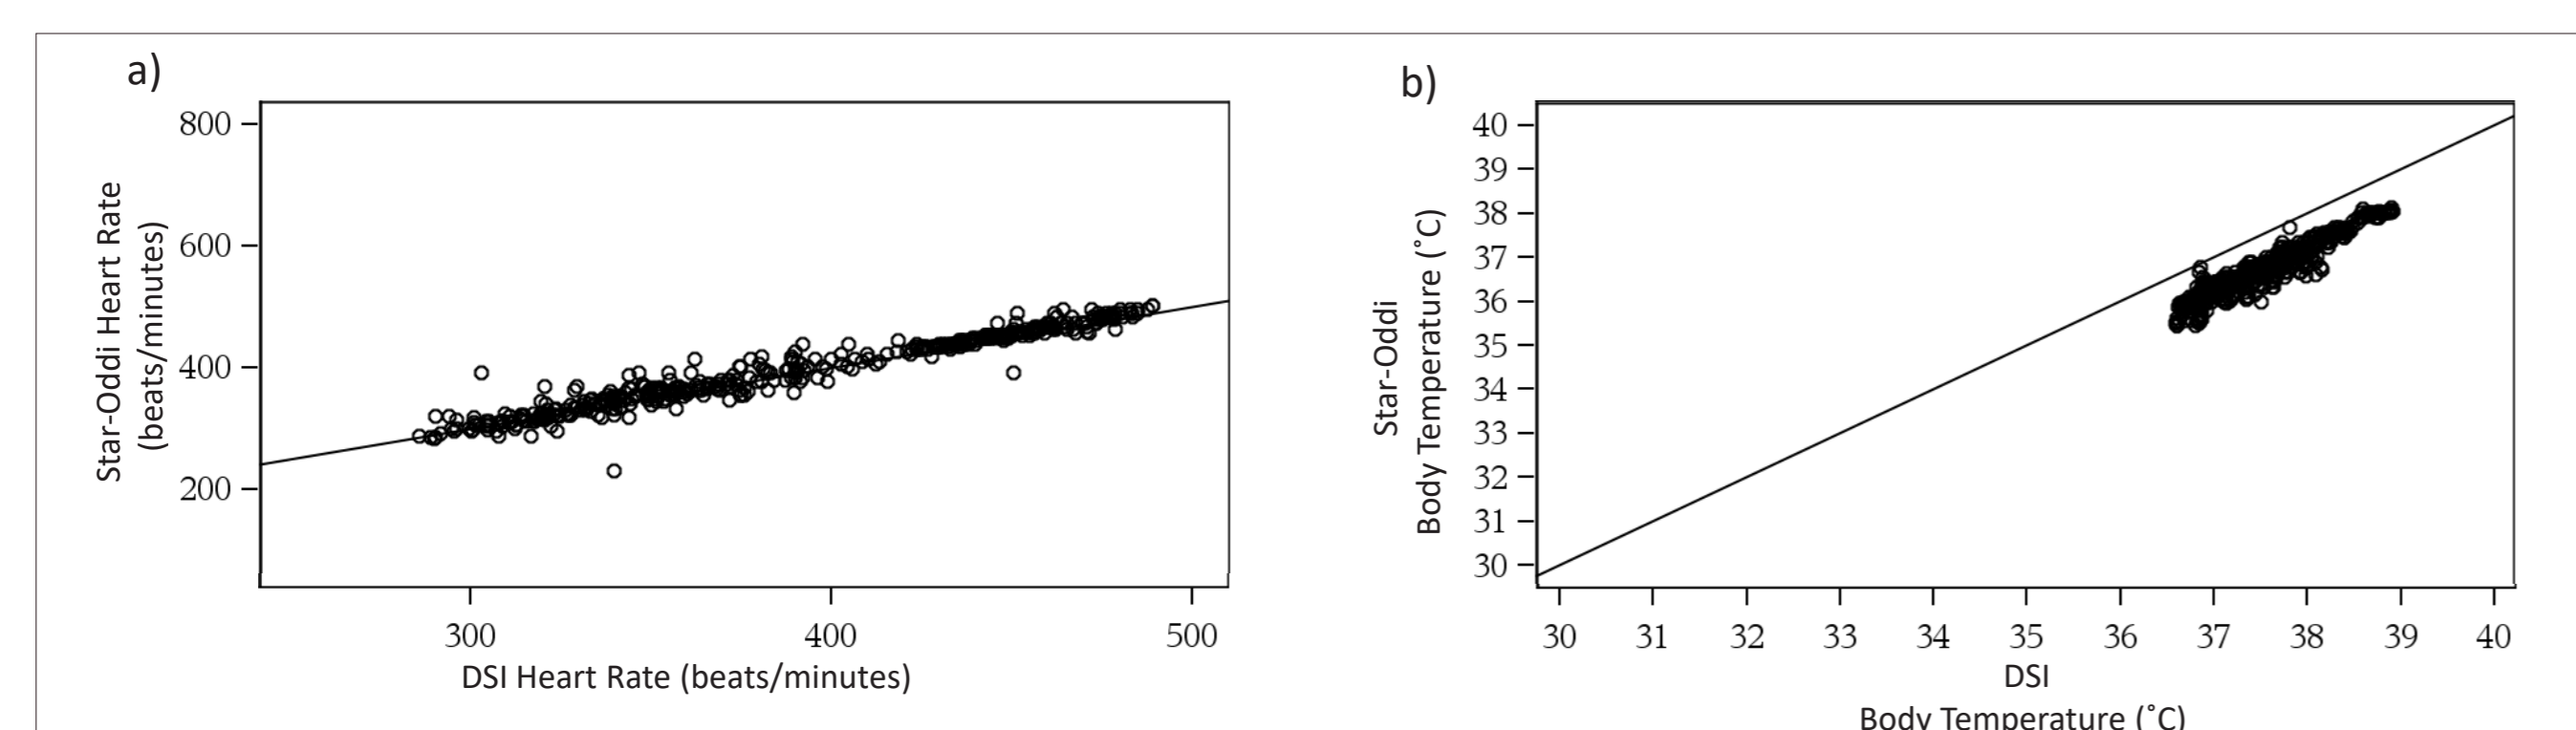 a)
800
600
400
200
Star-Oddi Heart Rate
(beats/minutes)
300 400 500
DSI Heart Rate (beats/minutes)
b)
40
39
38
37
36
35
34
33
32
31
30
Star-Oddi
Body Temperature (˚C)
30 31 32 33 34 35 36 37 38 39 40
DSI
Body Temperature (˚C)